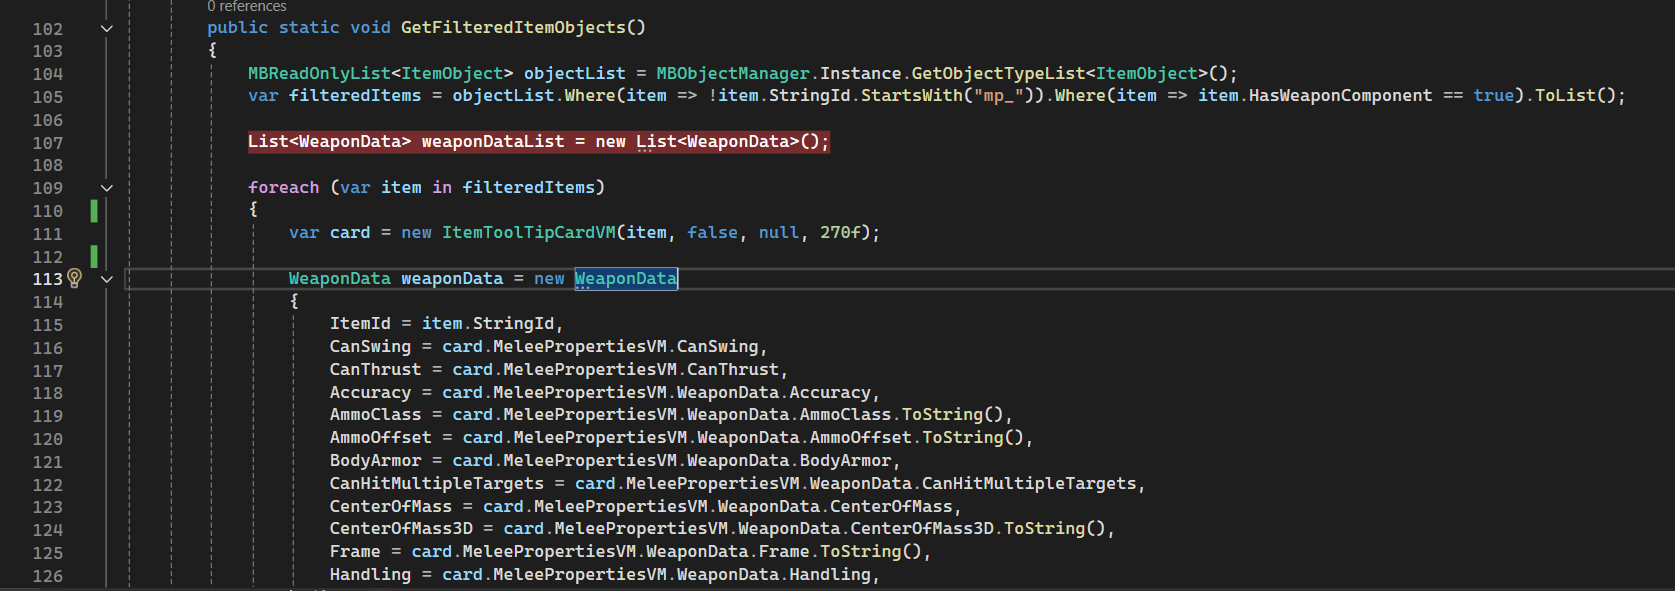 0 references
102 public static void GetFilteredItemObjects()
103 {
104 MBReadOnlyList<ItemObject> objectList = MBObjectManager.Instance.GetObjectTypeList<ItemObject>();
105 var filteredItems = objectList.Where(item => !item.StringId.StartsWith("mp_")).Where(item => item.HasWeaponComponent == true).ToList();
106
107 List<WeaponData> weaponDataList = new List<WeaponData>();
108
109 foreach (var item in filteredItems)
110 {
111 var card = new ItemToolTipCardVM(item, false, null, 270f);
112
113 WeaponData weaponData = new WeaponData
114 {
115 ItemId = item.StringId,
116 CanSwing = card.MeleePropertiesVM.CanSwing,
117 CanThrust = card.MeleePropertiesVM.CanThrust,
118 Accuracy = card.MeleePropertiesVM.WeaponData.Accuracy,
119 AmmoClass = card.MeleePropertiesVM.WeaponData.AmmoClass.ToString(),
120 AmmoOffset = card.MeleePropertiesVM.WeaponData.AmmoOffset.ToString(),
121 BodyArmor = card.MeleePropertiesVM.WeaponData.BodyArmor,
122 CanHitMultipleTargets = card.MeleePropertiesVM.WeaponData.CanHitMultipleTargets,
123 CenterOfMass = card.MeleePropertiesVM.WeaponData.CenterOfMass,
124 CenterOfMass3D = card.MeleePropertiesVM.WeaponData.CenterOfMass3D.ToString(),
125 Frame = card.MeleePropertiesVM.WeaponData.Frame.ToString(),
126 Handling = card.MeleePropertiesVM.WeaponData.Handling,